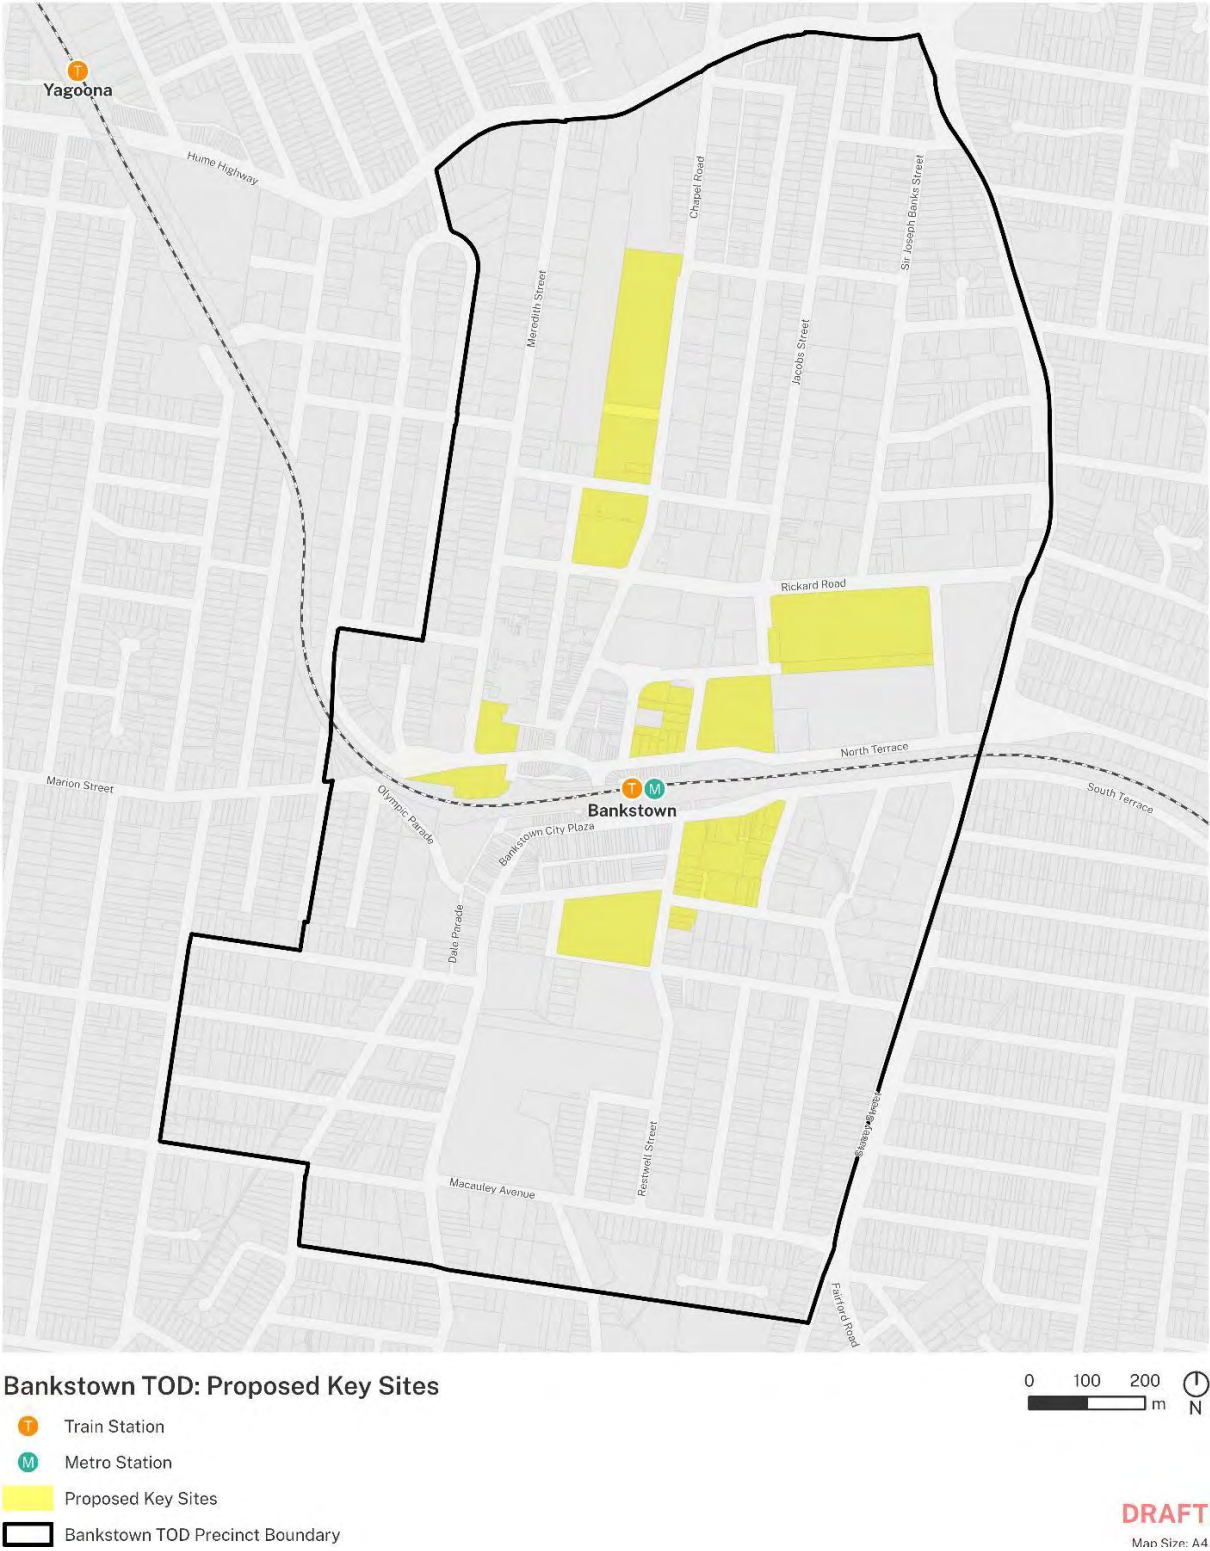 T
Yagoona
Hume Highway
Chapel Road
Sir Joseph Banks Street
Meredith Street
Jacobs Street
Rickard Road
North Terrace
Marion Street
T M
Bankstown
South Terrace
Olympic Parade
Bankstown City Plaza
Dale Parade
Stacey Street
Restwell Street
Macauley Avenue
Fairford Road
Bankstown TOD: Proposed Key Sites
0 100 200
m
N
T Train Station
M Metro Station
Proposed Key Sites
Bankstown TOD Precinct Boundary
DRAFT
Map Size: A4